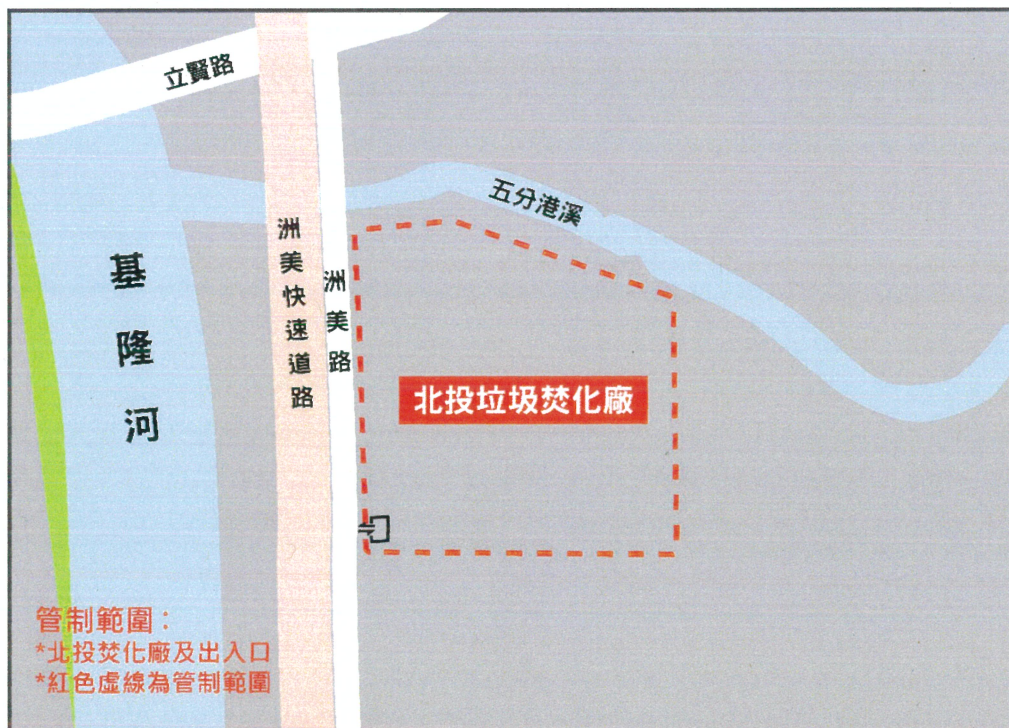 立賢路
五分港溪
基隆河
洲美快速道路
洲美路
北投垃圾焚化廠
管制範圍：
*北投焚化廠及出入口
*紅色虛線為管制範圍